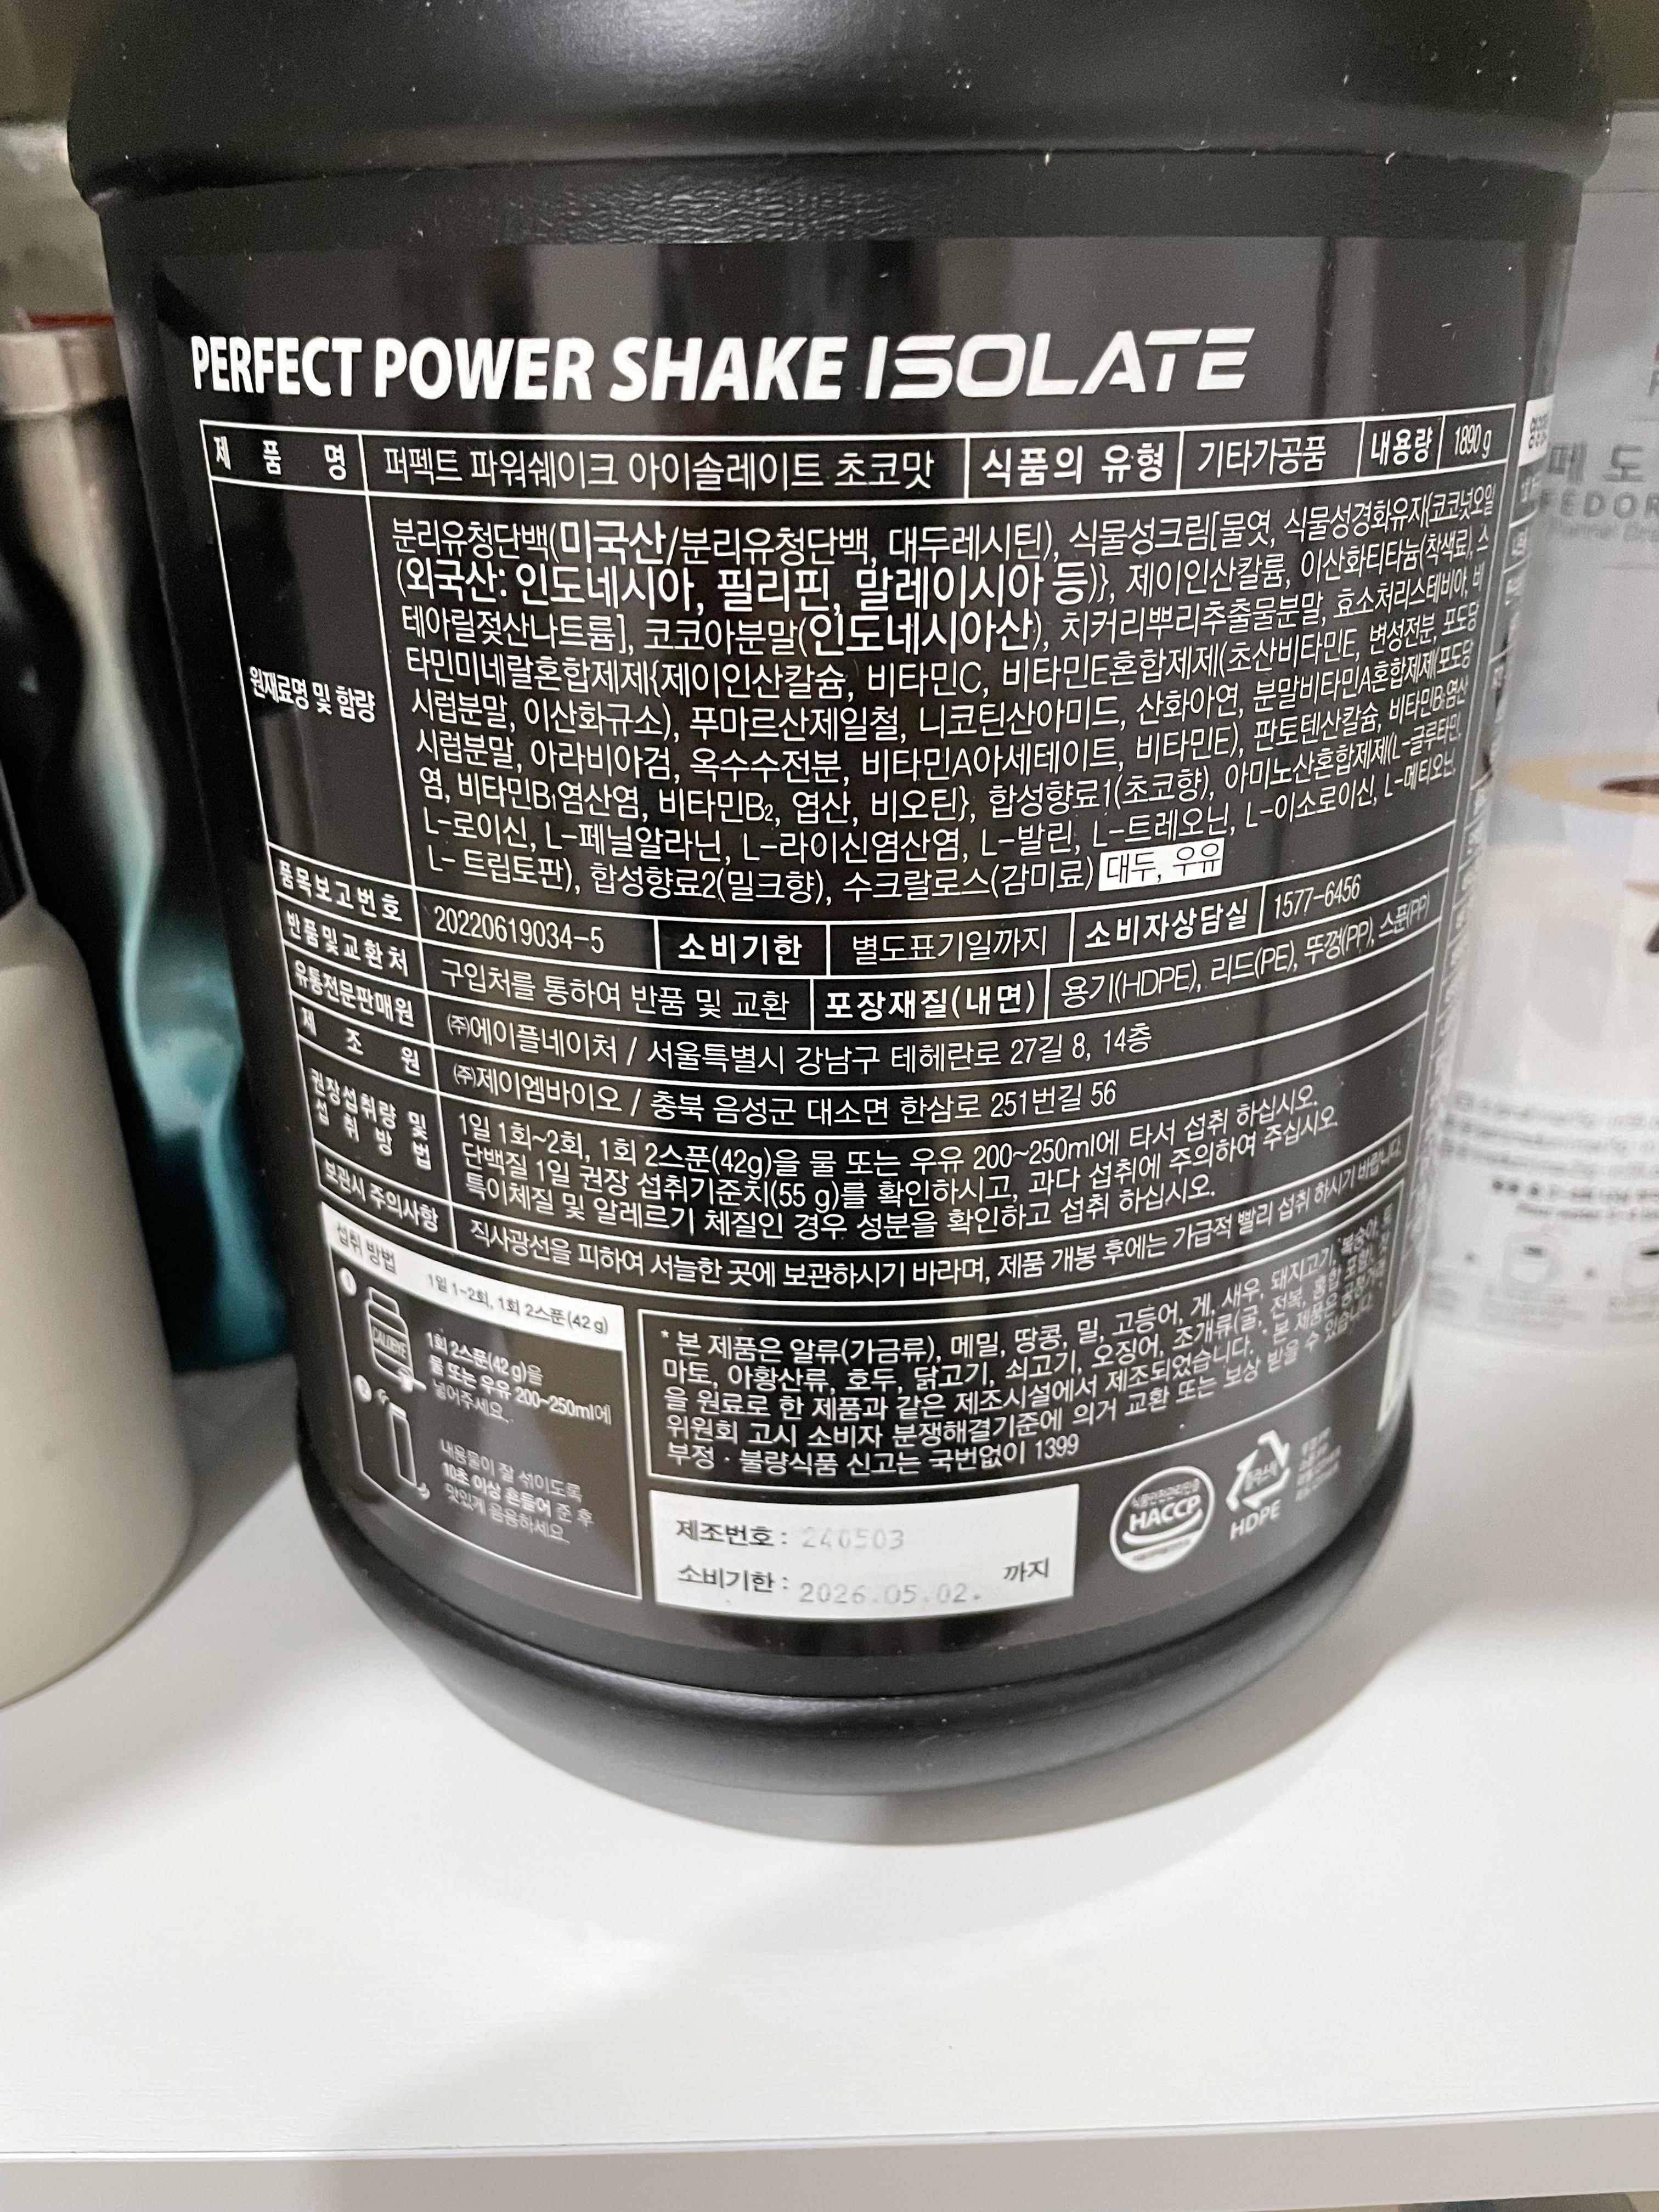 PERFECT POWER SHAKE ISOLATE
제 품 명 퍼펙트 파워쉐이크 아이솔레이트 초코맛 식품의 유형 기타가공품 내용량 1890 g
원재료명 및 함량
분리유청단백(미국산/분리유청단백, 대두레시틴), 식물성크림[물엿, 식물성경화유지{코코넛오일
(외국산: 인도네시아, 필리핀, 말레이시아 등)}, 제이인산칼륨, 이산화티타늄(착색료), 스
테아릴젖산나트륨], 코코아분말(인도네시아산), 치커리뿌리추출물분말, 효소처리스테비아, 비
타민미네랄혼합제제{제이인산칼슘, 비타민C, 비타민E혼합제제(초산비타민E, 변성전분, 포도당
시럽분말, 이산화규소), 푸마르산제일철, 니코틴산아미드, 산화아연, 분말비타민A혼합제제(포도당
시럽분말, 아라비아검, 옥수수전분, 비타민A아세테이트, 비타민E), 판토텐산칼슘, 비타민B₆염산
염, 비타민B₁염산염, 비타민B₂, 엽산, 비오틴}, 합성향료1(초코향), 아미노산혼합제제(L-글루타민,
L-로이신, L-페닐알라닌, L-라이신염산염, L-발린, L-트레오닌, L-이소로이신, L-메티오닌,
L- 트립토판), 합성향료2(밀크향), 수크랄로스(감미료) 대두, 우유
품목보고번호 20220619034-5 소비기한 별도표기일까지 소비자상담실 1577-6456
반품및교환처 구입처를 통하여 반품 및 교환 포장재질(내면) 용기(HDPE), 리드(PE), 뚜껑(PP), 스푼(PP)
유통전문판매원 ㈜에이플네이처 / 서울특별시 강남구 테헤란로 27길 8, 14층
제 조 원 ㈜제이엠바이오 / 충북 음성군 대소면 한삼로 251번길 56
권장섭취량 및
섭 취 방 법
1일 1회~2회, 1회 2스푼(42g)을 물 또는 우유 200~250ml에 타서 섭취 하십시오.
단백질 1일 권장 섭취기준치(55 g)를 확인하시고, 과다 섭취에 주의하여 주십시오.
특이체질 및 알레르기 체질인 경우 성분을 확인하고 섭취 하십시오.
보관시 주의사항 직사광선을 피하여 서늘한 곳에 보관하시기 바라며, 제품 개봉 후에는 가급적 빨리 섭취 하시기 바랍니다.
섭취 방법 1일 1~2회, 1회 2스푼(42 g)
1
CALOBYE
1회 2스푼(42 g)을
물 또는 우유 200~250ml에
넣어주세요.
2
내용물이 잘 섞이도록
10초 이상 흔들어 준 후
맛있게 음용하세요.
* 본 제품은 알류(가금류), 메밀, 땅콩, 밀, 고등어, 게, 새우, 돼지고기, 복숭아, 토
마토, 아황산류, 호두, 닭고기, 쇠고기, 오징어, 조개류(굴, 전복, 홍합 포함), 잣
을 원료로 한 제품과 같은 제조시설에서 제조되었습니다. · 본 제품은 공정거래
위원회 고시 소비자 분쟁해결기준에 의거 교환 또는 보상 받을 수 있습니다.
부정 · 불량식품 신고는 국번없이 1399
제조번호 : 240503
소비기한 : 2026.05.02. 까지
HACCP
플라스틱
HDPE
페 도
FEDOR